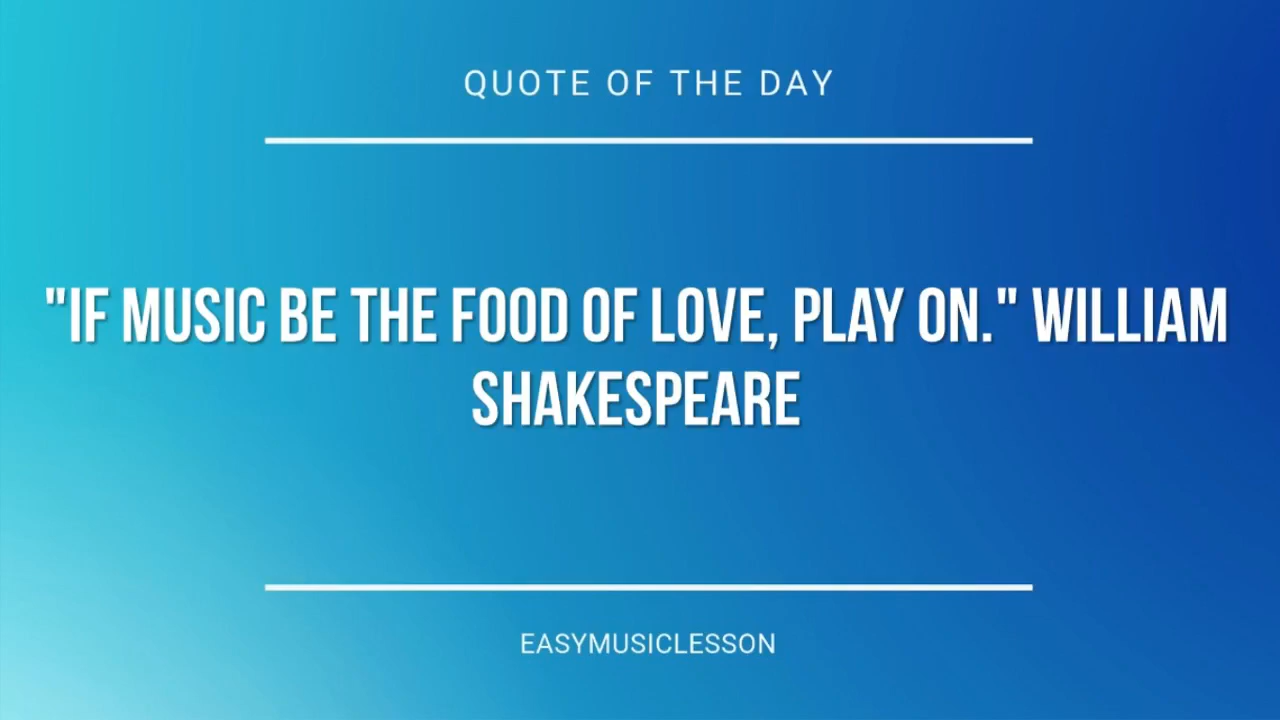 QUOTE OF THE DAY
"IF MUSIC BE THE FOOD OF LOVE, PLAY ON." WILLIAM
SHAKESPEARE
EASYMUSICLESSON